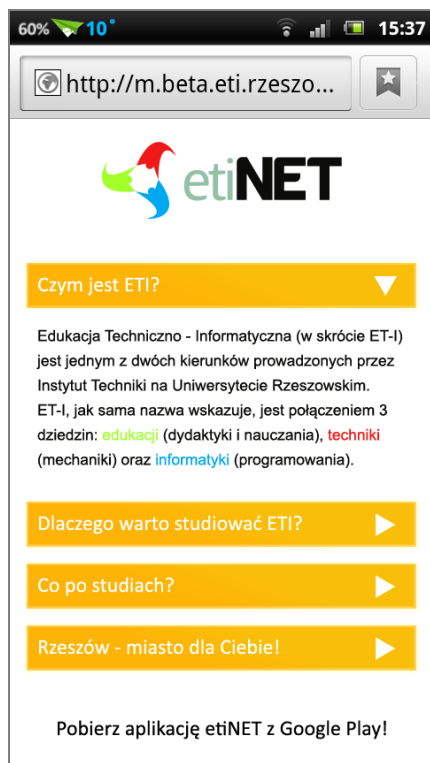 60% 10° 15:37
http://m.beta.eti.rzeszo...
etiNET
Czym jest ETI?
Edukacja Techniczno - Informatyczna (w skrócie ET-I)
jest jednym z dwóch kierunków prowadzonych przez
Instytut Techniki na Uniwersytecie Rzeszowskim.
ET-I, jak sama nazwa wskazuje, jest połączeniem 3
dziedzin: edukacji (dydaktyki i nauczania), techniki
(mechaniki) oraz informatyki (programowania).
Dlaczego warto studiować ETI?
Co po studiach?
Rzeszów - miasto dla Ciebie!
Pobierz aplikację etiNET z Google Play!